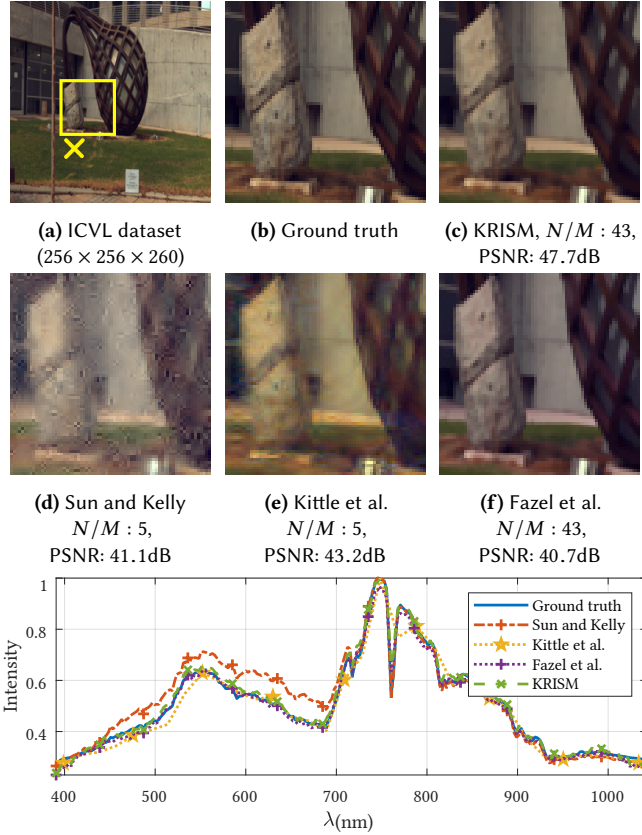 (a) ICVL dataset
(256 × 256 × 260)
(b) Ground truth
(c) KRISM, N/M : 43,
PSNR: 47.7dB
(d) Sun and Kelly
N/M : 5,
PSNR: 41.1dB
(e) Kittle et al.
N/M : 5,
PSNR: 43.2dB
(f) Fazel et al.
N/M : 43,
PSNR: 40.7dB
1
0.8
0.6
0.4
Intensity
Ground truth
Sun and Kelly
Kittle et al.
Fazel et al.
KRISM
400 500 600 700 800 900 1000
λ(nm)